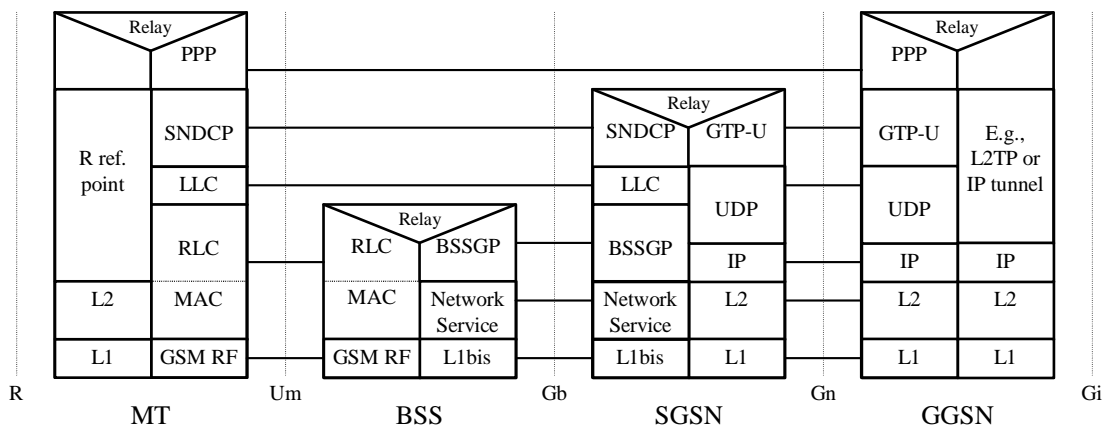 Relay
Relay
PPP
PPP
Relay
SNDCP
SNDCP
GTP-U
GTP-U
E.g.,
L2TP or
IP tunnel
R ref.
point
LLC
LLC
UDP
UDP
Relay
RLC
RLC
BSSGP
BSSGP
IP
IP
IP
L2
MAC
MAC
Network
Service
Network
Service
L2
L2
L2
L1
GSM RF
GSM RF
L1bis
L1bis
L1
L1
L1
R
Um
Gb
Gn
Gi
MT
BSS
SGSN
GGSN